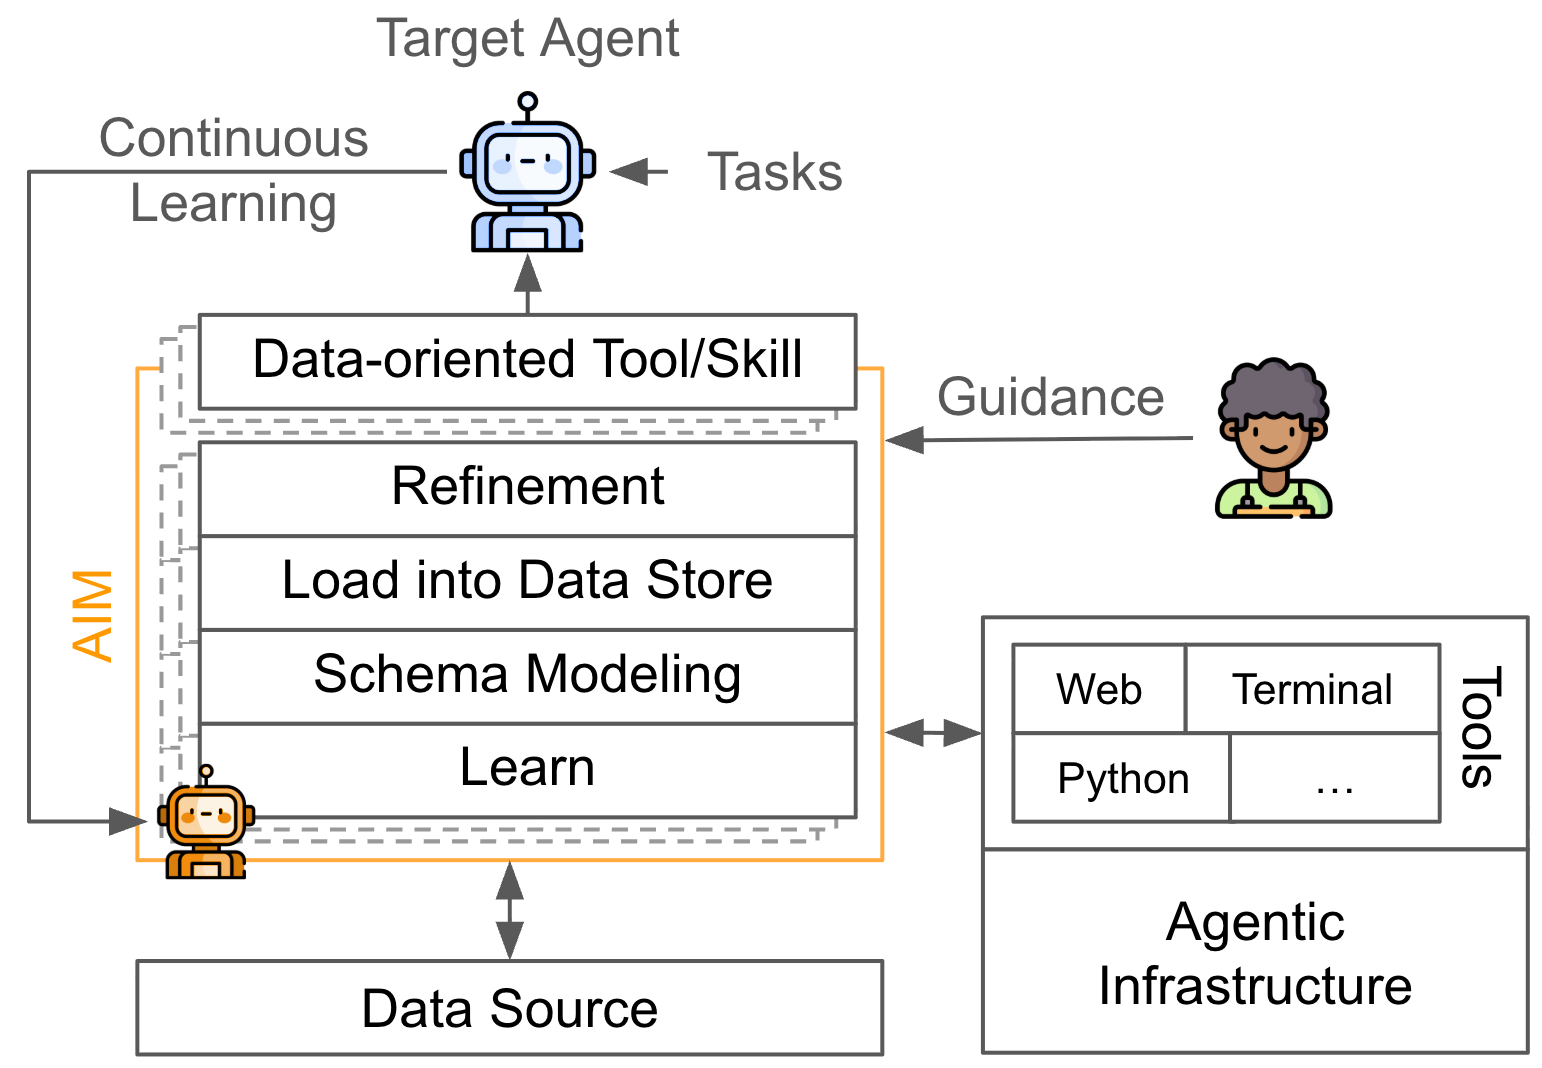 Target Agent
Continuous
Learning
Tasks
Data-oriented Tool/Skill
Guidance
Refinement
Load into Data Store
Schema Modeling
Learn
AIM
Web
Terminal
Python
...
Tools
Agentic
Infrastructure
Data Source